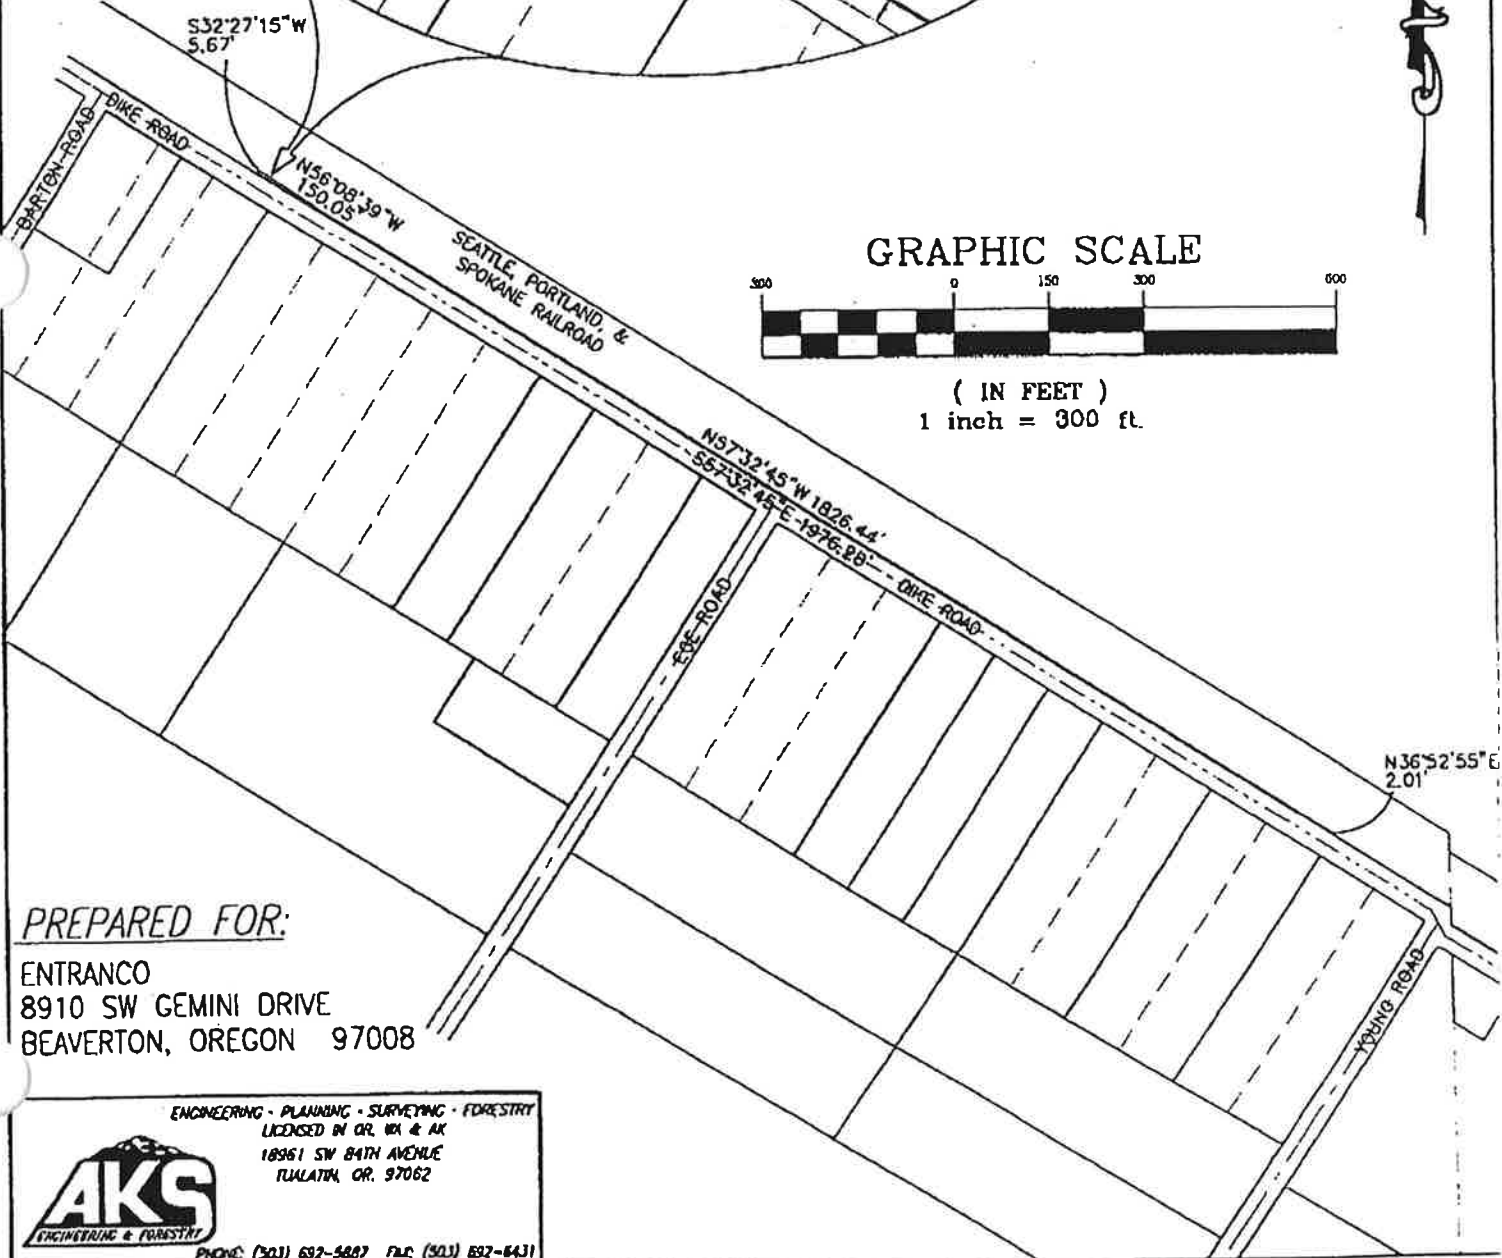 S32°27'15"W
5.67'
DIKE ROAD
BARTON ROAD
N56°08'39"W
150.05'
SEATTLE, PORTLAND, &
SPOKANE RAILROAD
GRAPHIC SCALE
300 0 150 300 600
( IN FEET )
1 inch = 300 ft.
N57°32'45"W 1826.44'
S57°32'45"E 1976.28'
DIKE ROAD
EGE ROAD
N36°52'55"E
2.01'
YOUNG ROAD
PREPARED FOR:
ENTRANCO
8910 SW GEMINI DRIVE
BEAVERTON, OREGON 97008
ENGINEERING - PLANNING - SURVEYING - FORESTRY
LICENSED IN OR, WA & AK
18961 SW 84TH AVENUE
TUALATIN, OR. 97062
AKS
ENGINEERING & FORESTRY
PHONE: (503) 692-5887 FAX: (503) 692-6431